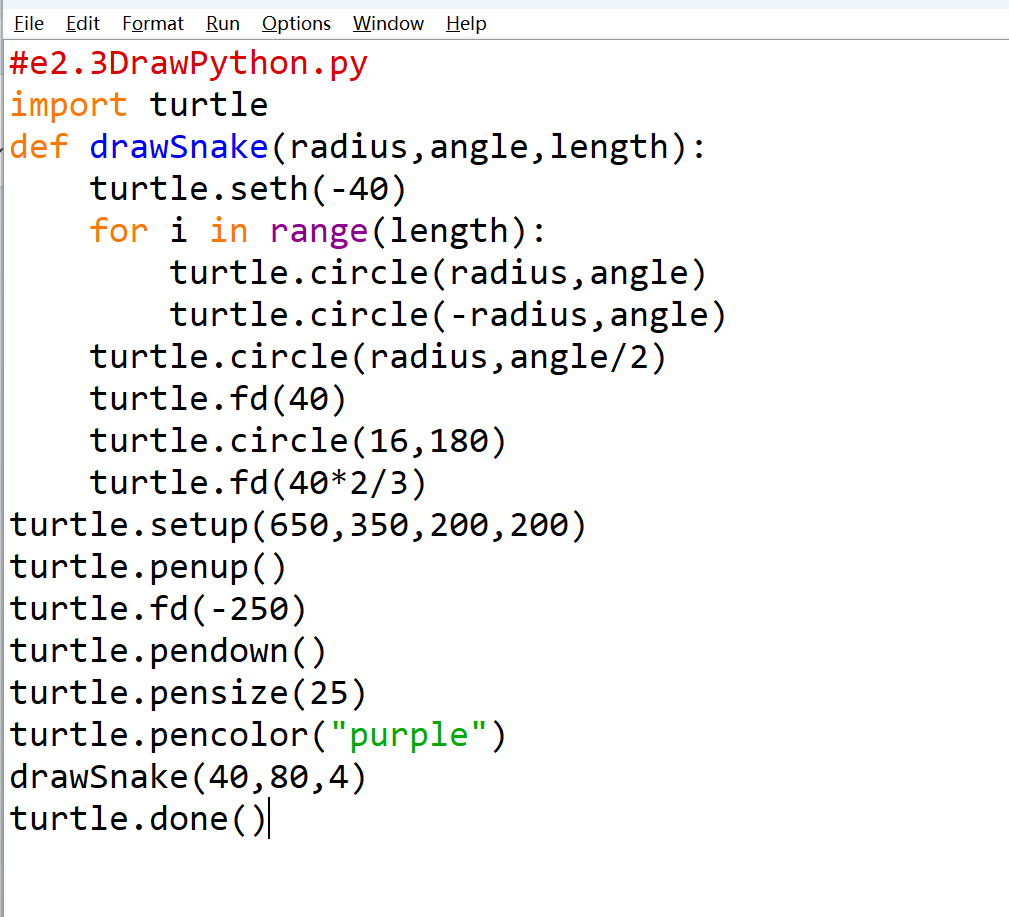 File Edit Format Run Options Window Help
#e2.3DrawPython.py
import turtle
def drawSnake(radius,angle,length):
    turtle.seth(-40)
    for i in range(length):
        turtle.circle(radius,angle)
        turtle.circle(-radius,angle)
    turtle.circle(radius,angle/2)
    turtle.fd(40)
    turtle.circle(16,180)
    turtle.fd(40*2/3)
turtle.setup(650,350,200,200)
turtle.penup()
turtle.fd(-250)
turtle.pendown()
turtle.pensize(25)
turtle.pencolor("purple")
drawSnake(40,80,4)
turtle.done()